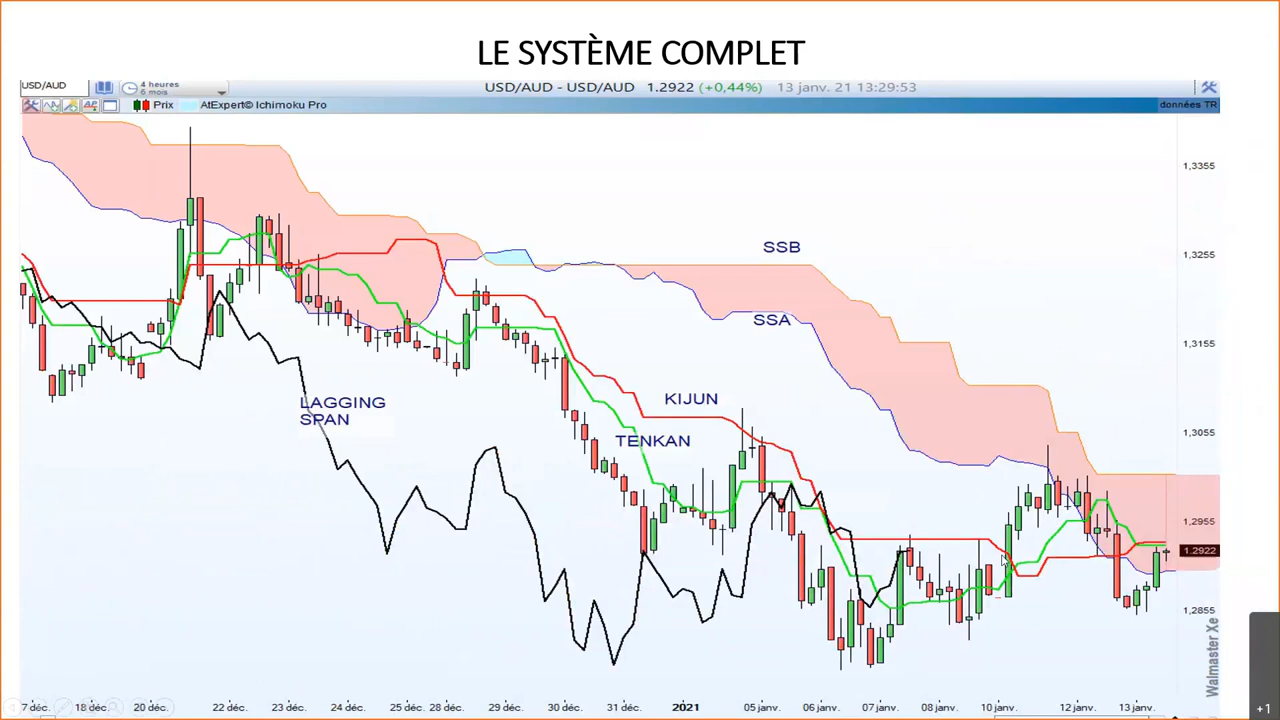 LE SYSTÈME COMPLET
USD/AUD
4 heures
6 mois
USD/AUD - USD/AUD 1.2922 (+0,44%) 13 janv. 21 13:29:53
Prix AtExpert© Ichimoku Pro
données TR
1,3355
SSB
1,3255
SSA
1,3155
LAGGING
SPAN
KIJUN
TENKAN
1,3055
1,2955
1.2922
1,2855
Walmaster Xe
7 déc. 18 déc. 20 déc. 22 déc. 23 déc. 24 déc. 25 déc. 28 déc. 29 déc. 30 déc. 31 déc. 2021 05 janv. 06 janv. 07 janv. 08 janv. 10 janv. 12 janv. 13 janv.
+1